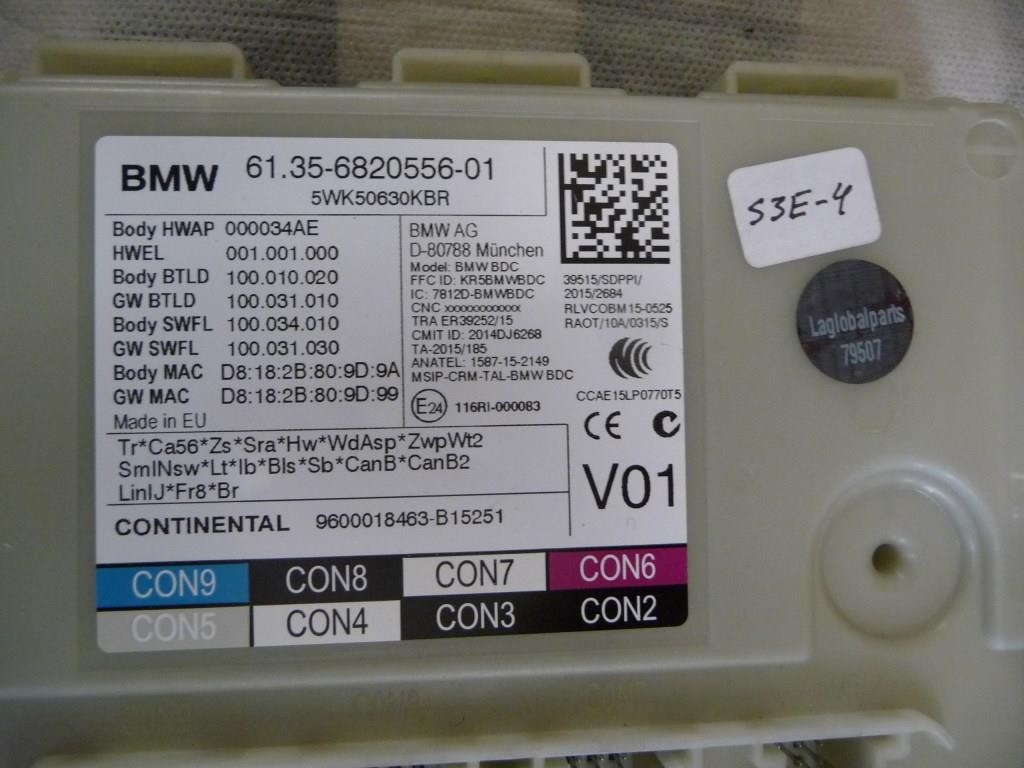 BMW 61.35-6820556-01
5WK50630KBR
Body HWAP 000034AE
HWEL 001.001.000
Body BTLD 100.010.020
GW BTLD 100.031.010
Body SWFL 100.034.010
GW SWFL 100.031.030
Body MAC D8:18:2B:80:9D:9A
GW MAC D8:18:2B:80:9D:99
Made in EU
BMW AG
D-80788 München
Model: BMW BDC
FFC ID: KR5BMWBDC
IC: 7812D-BMWBDC
CNC xxxxxxxxxxxx
TRA ER39252/15
CMIT ID: 2014DJ6268
TA-2015/185
ANATEL: 1587-15-2149
MSIP-CRM-TAL-BMW BDC
E24 116RI-000083
39515/SDPPI/
2015/2684
RLVCOBM15-0525
RAOT/10A/0315/S
CCAE15LP0770T5
CE
V01
Tr*Ca56*Zs*Sra*Hw*WdAsp*ZwpWt2
SmlNsw*Lt*Ib*Bls*Sb*CanB*CanB2
LinIJ*Fr8*Br
CONTINENTAL 9600018463-B15251
CON9 CON8 CON7 CON6
CON5 CON4 CON3 CON2
S3E-4
Laglobalparts
79507